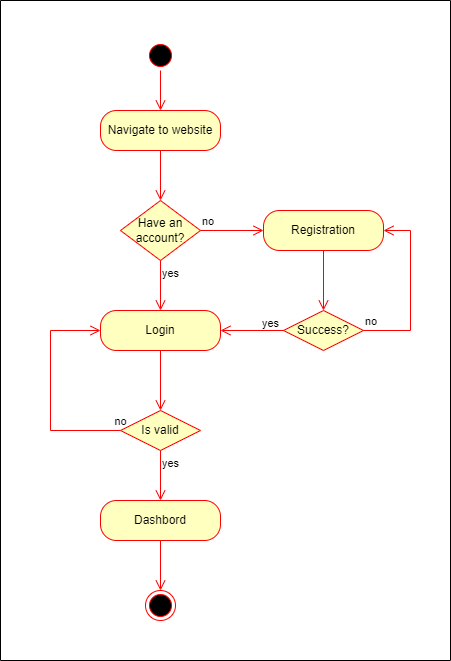 Navigate to website
Have an
account?
no
Registration
yes
Login
yes
Success?
no
no
Is valid
yes
Dashbord